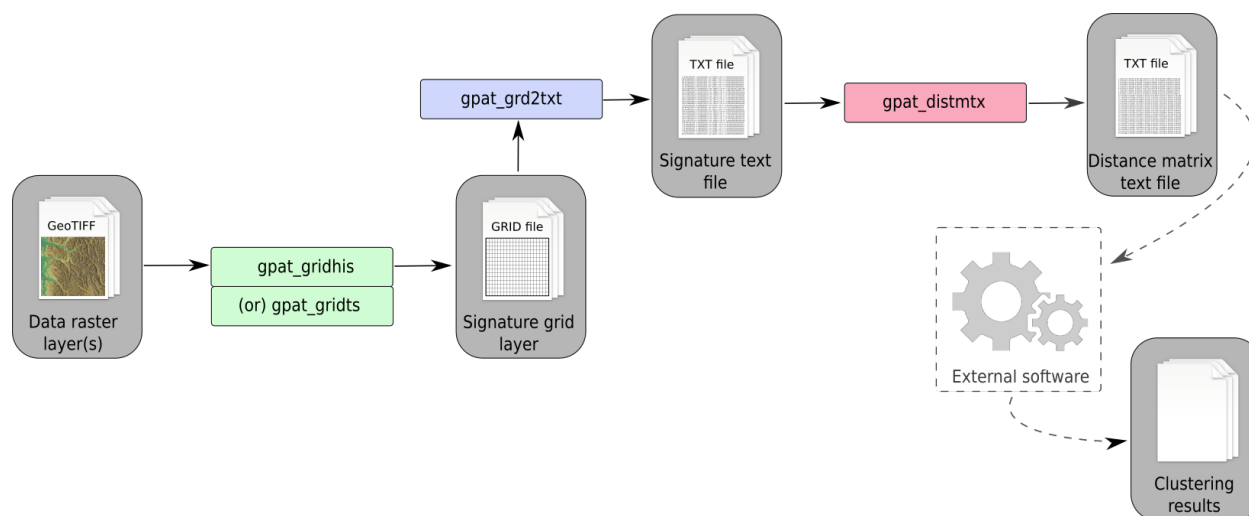 GeoTIFF
Data raster
layer(s)
gpat_gridhis
(or) gpat_gridts
GRID file
Signature grid
layer
gpat_grd2txt
TXT file
Signature text
file
gpat_distmtx
TXT file
Distance matrix
text file
External software
Clustering
results